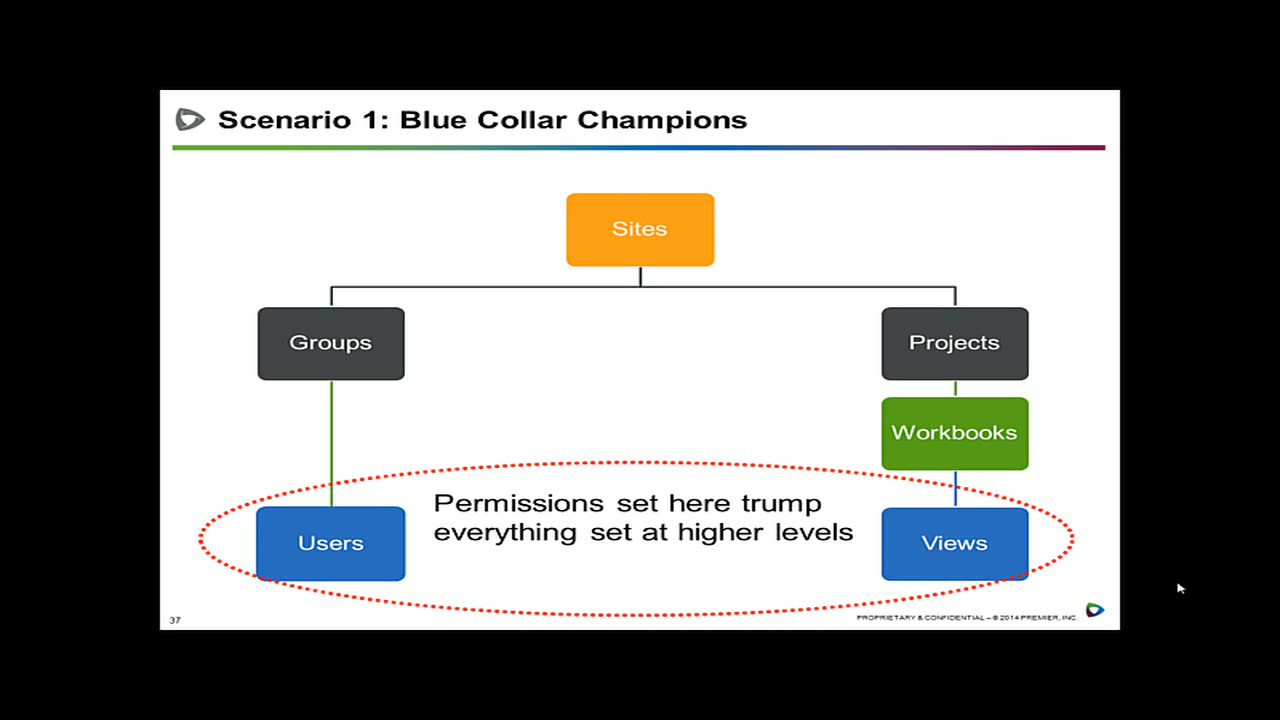 Scenario 1: Blue Collar Champions
Sites
Groups
Projects
Workbooks
Permissions set here trump
everything set at higher levels
Users
Views
37
PROPRIETARY & CONFIDENTIAL – © 2014 PREMIER, INC.